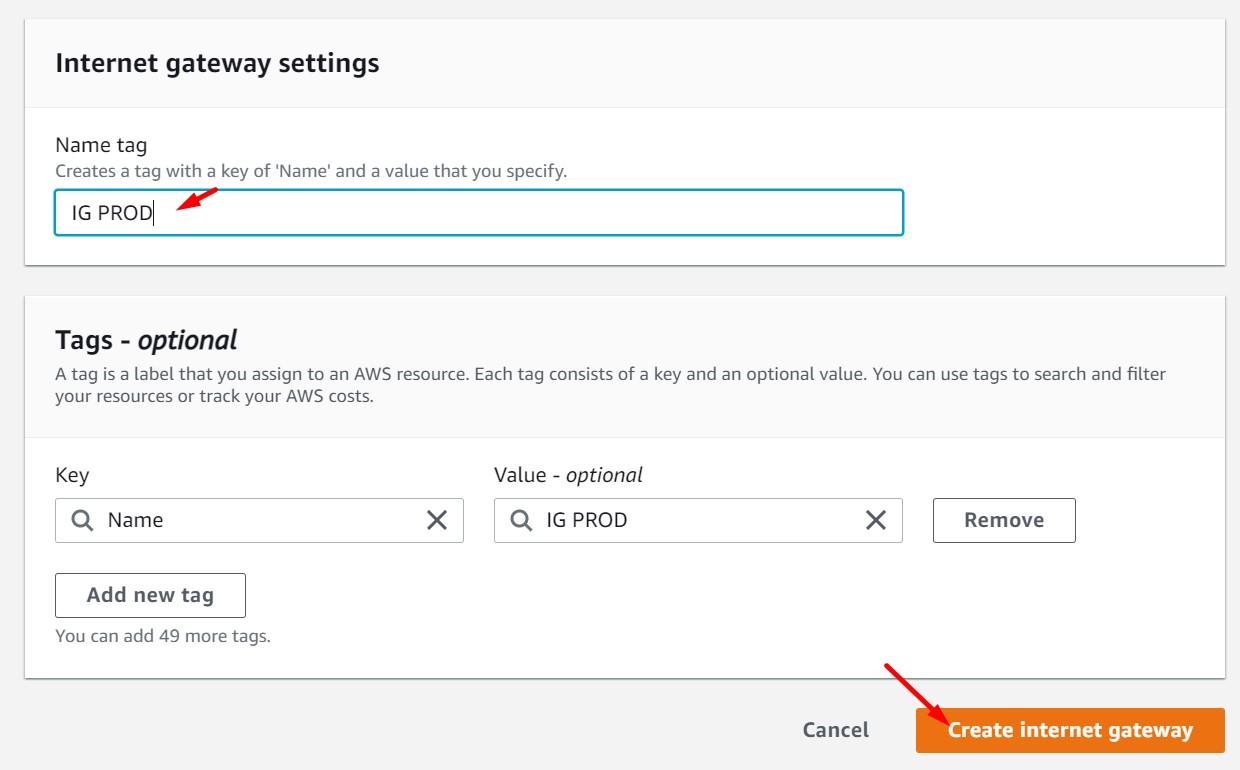 Internet gateway settings
Name tag
Creates a tag with a key of 'Name' and a value that you specify.
IG PROD
Tags - optional
A tag is a label that you assign to an AWS resource. Each tag consists of a key and an optional value. You can use tags to search and filter
your resources or track your AWS costs.
Key Value - optional
Name IG PROD Remove
Add new tag
You can add 49 more tags.
Cancel Create internet gateway